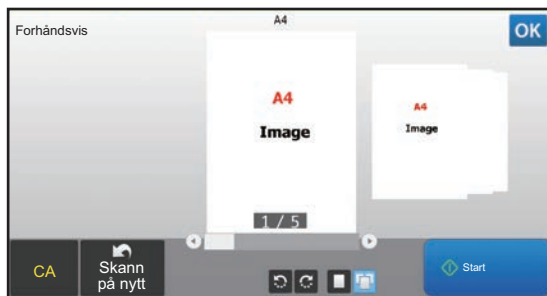 A4
Forhåndsvis
OK
A4
Image
A4
Image
1 / 5
CA
Skann
på nytt
Start